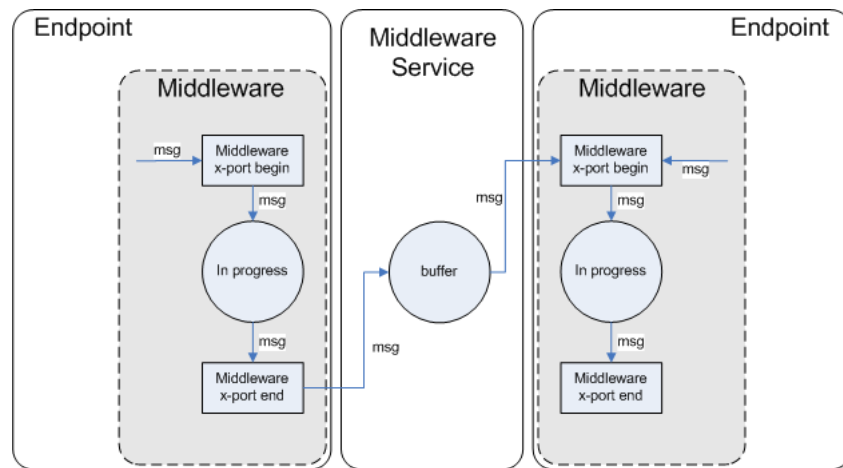 Endpoint
Middleware
Service
Endpoint
Middleware
Middleware
msg
Middleware
x-port begin
msg
In progress
msg
Middleware
x-port end
msg
buffer
msg
Middleware
x-port begin
msg
msg
In progress
msg
Middleware
x-port end